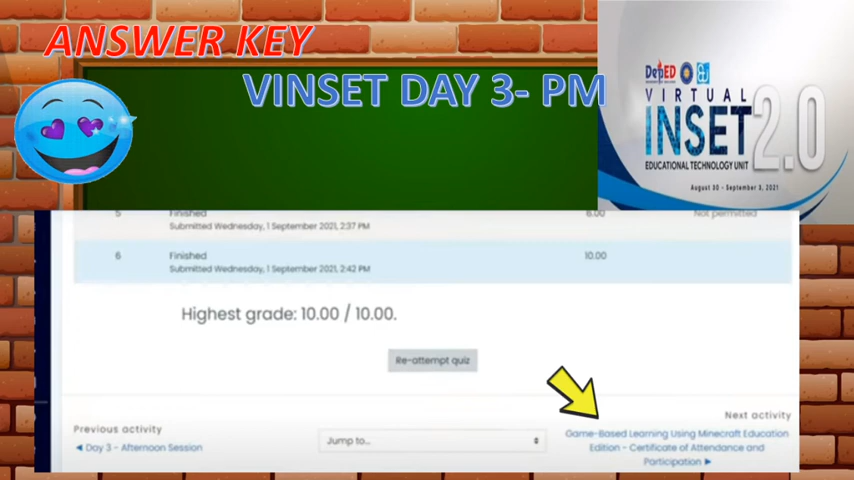 ANSWER KEY
VINSET DAY 3- PM
DepED
VIRTUAL
INSET 2.0
EDUCATIONAL TECHNOLOGY UNIT
August 30 - September 3, 2021
5 Finished 6.00 Not permitted
Submitted Wednesday, 1 September 2021, 2:37 PM
6 Finished 10.00
Submitted Wednesday, 1 September 2021, 2:42 PM
Highest grade: 10.00 / 10.00.
Re-attempt quiz
Previous activity
◄ Day 3 - Afternoon Session
Jump to...
Next activity
Game-Based Learning Using Minecraft Education
Edition - Certificate of Attendance and
Participation ►